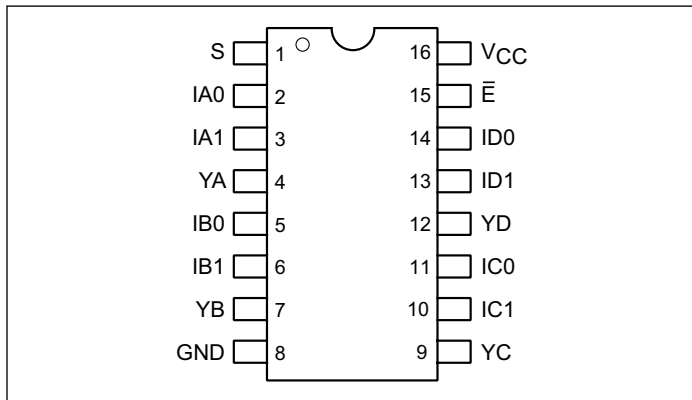 S 1 16 VCC
IA0 2 15 E̅
IA1 3 14 ID0
YA 4 13 ID1
IB0 5 12 YD
IB1 6 11 IC0
YB 7 10 IC1
GND 8 9 YC